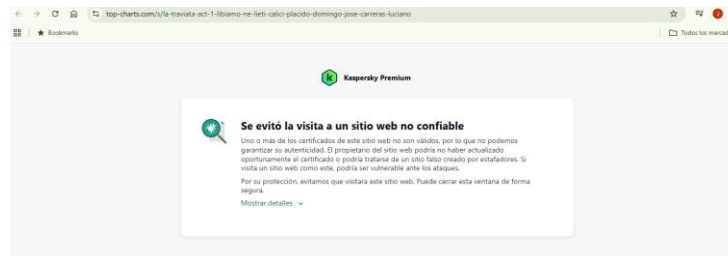 top-charts.com/s/la-traviata-act-1-libiamo-ne-lieti-calici-placido-domingo-jose-carreras-luciano
Bookmarks
Todos los marcad
Kaspersky Premium
Se evitó la visita a un sitio web no confiable
Uno o más de los certificados de este sitio web no son válidos, por lo que no podemos
garantizar su autenticidad. El propietario del sitio web podría no haber actualizado
oportunamente el certificado o podría tratarse de un sitio falso creado por estafadores. Si
visita un sitio web como este, podría ser vulnerable ante los ataques.
Por su protección, evitamos que visitara este sitio web. Puede cerrar esta ventana de forma
segura.
Mostrar detalles